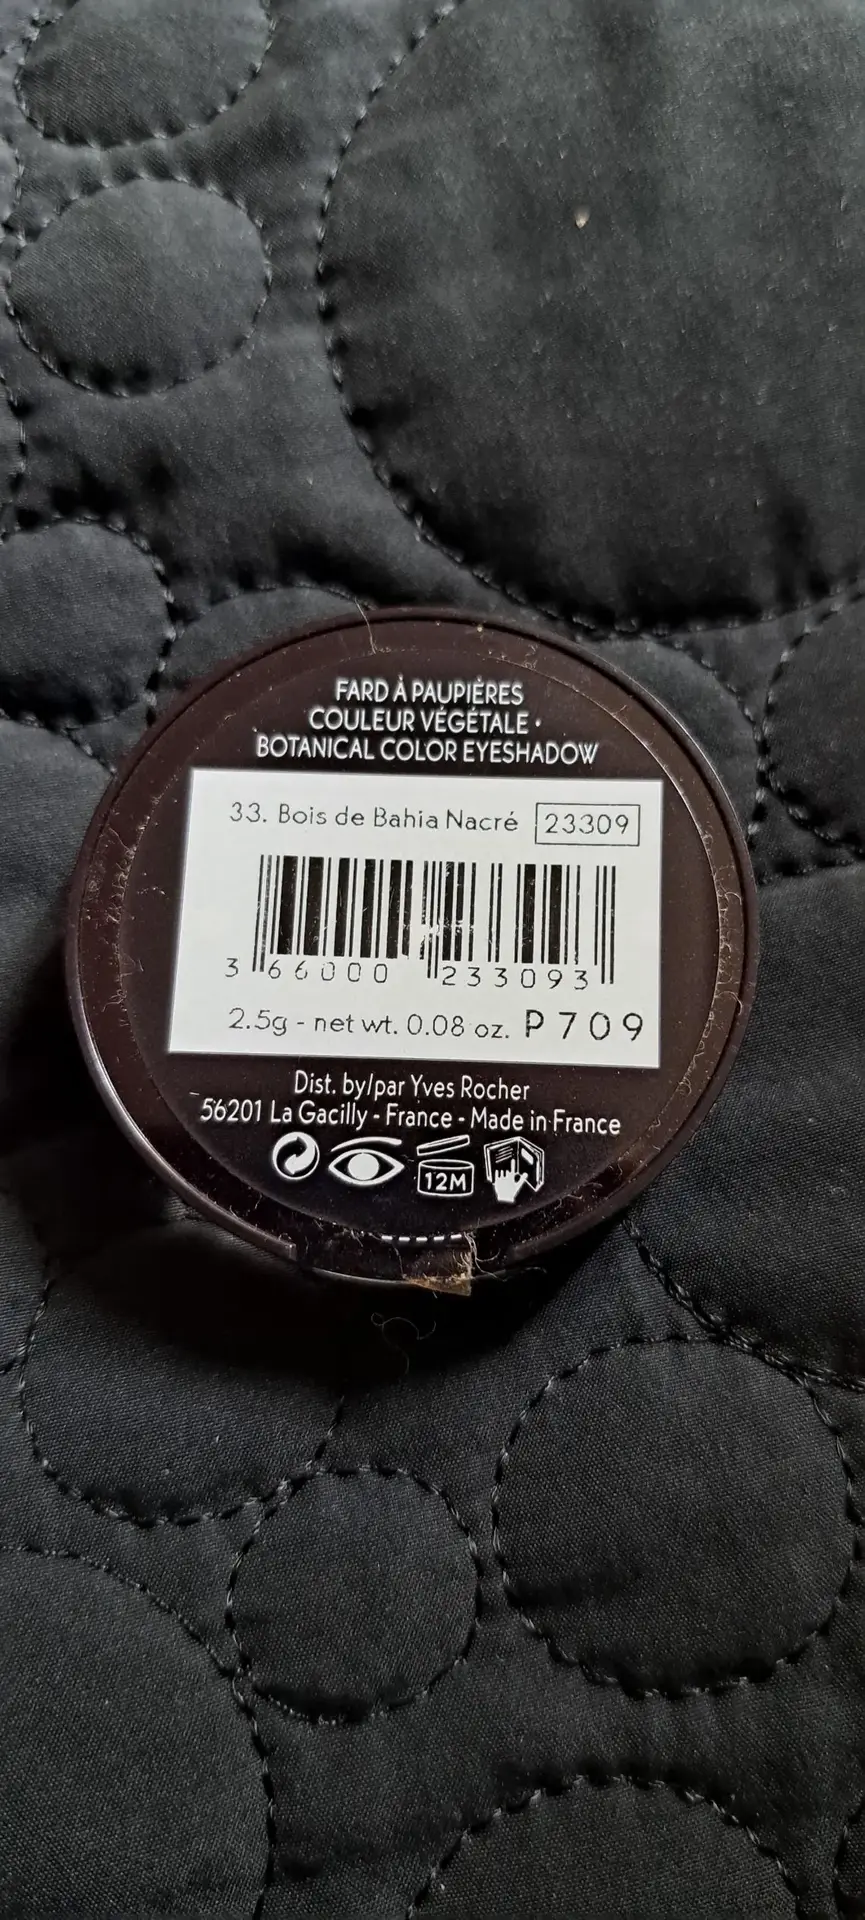 FARD À PAUPIÈRES
COULEUR VÉGÉTALE •
BOTANICAL COLOR EYESHADOW
33. Bois de Bahia Nacré 23309
3 66000 233093
2.5g - net wt. 0.08 oz. P709
Dist. by/par Yves Rocher
56201 La Gacilly - France - Made in France
12M